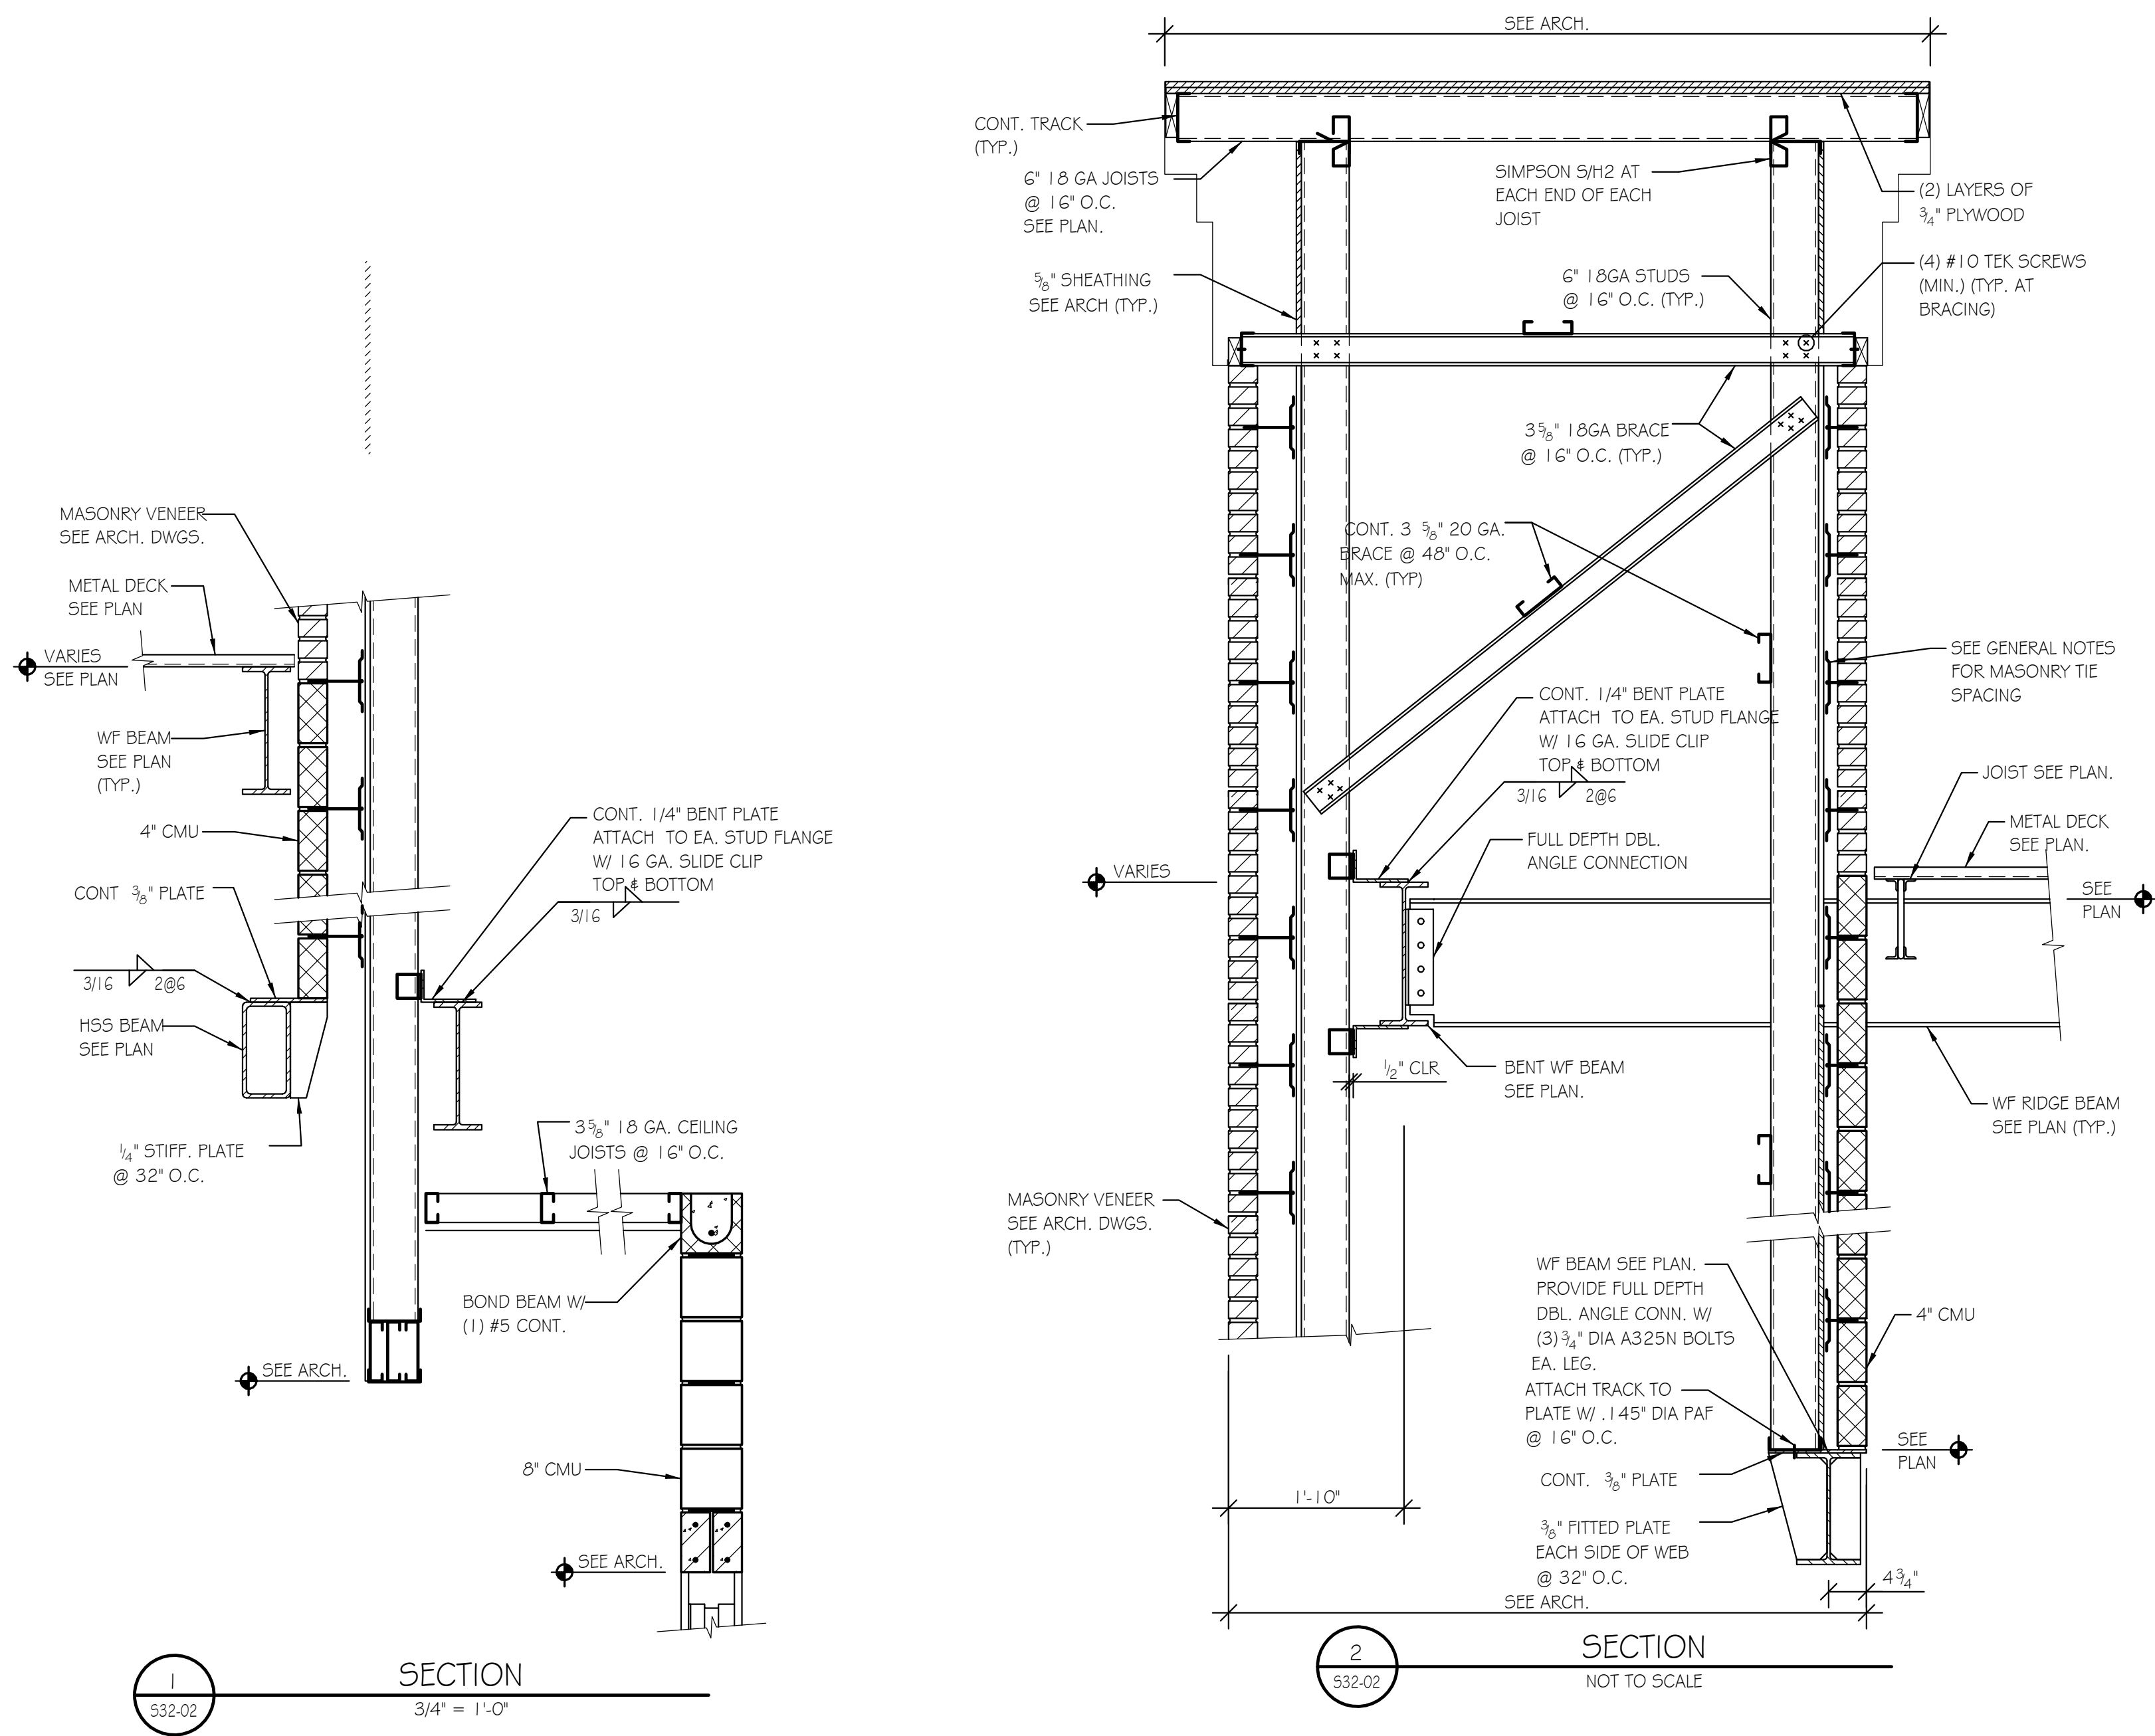 MASONRY VENEER
SEE ARCH. DWGS.
METAL DECK
SEE PLAN
VARIES
SEE PLAN
WF BEAM
SEE PLAN
(TYP.)
4" CMU
CONT 3/8" PLATE
3/16 2@6
HSS BEAM
SEE PLAN
1/4" STIFF. PLATE
@ 32" O.C.
CONT. 1/4" BENT PLATE
ATTACH TO EA. STUD FLANGE
W/ 16 GA. SLIDE CLIP
TOP & BOTTOM
3/16
3 5/8" 18 GA. CEILING
JOISTS @ 16" O.C.
BOND BEAM W/
(1) #5 CONT.
SEE ARCH.
8" CMU
SEE ARCH.
1
S32-02
SECTION
3/4" = 1'-0"
SEE ARCH.
CONT. TRACK
(TYP.)
6" 18 GA JOISTS
@ 16" O.C.
SEE PLAN.
5/8" SHEATHING
SEE ARCH (TYP.)
SIMPSON S/H2 AT
EACH END OF EACH
JOIST
(2) LAYERS OF
3/4" PLYWOOD
6" 18GA STUDS
@ 16" O.C. (TYP.)
(4) #10 TEK SCREWS
(MIN.) (TYP. AT
BRACING)
3 5/8" 18GA BRACE
@ 16" O.C. (TYP.)
CONT. 3 5/8" 20 GA.
BRACE @ 48" O.C.
MAX. (TYP)
SEE GENERAL NOTES
FOR MASONRY TIE
SPACING
CONT. 1/4" BENT PLATE
ATTACH TO EA. STUD FLANGE
W/ 16 GA. SLIDE CLIP
TOP & BOTTOM
3/16 2@6
JOIST SEE PLAN.
METAL DECK
SEE PLAN.
FULL DEPTH DBL.
ANGLE CONNECTION
VARIES
SEE
PLAN
1/2" CLR
BENT WF BEAM
SEE PLAN.
WF RIDGE BEAM
SEE PLAN (TYP.)
MASONRY VENEER
SEE ARCH. DWGS.
(TYP.)
WF BEAM SEE PLAN.
PROVIDE FULL DEPTH
DBL. ANGLE CONN. W/
(3) 3/4" DIA A325N BOLTS
EA. LEG.
4" CMU
ATTACH TRACK TO
PLATE W/ .145" DIA PAF
@ 16" O.C.
SEE
PLAN
CONT. 3/8" PLATE
1'-10"
3/8" FITTED PLATE
EACH SIDE OF WEB
@ 32" O.C.
4 3/4"
SEE ARCH.
2
S32-02
SECTION
NOT TO SCALE